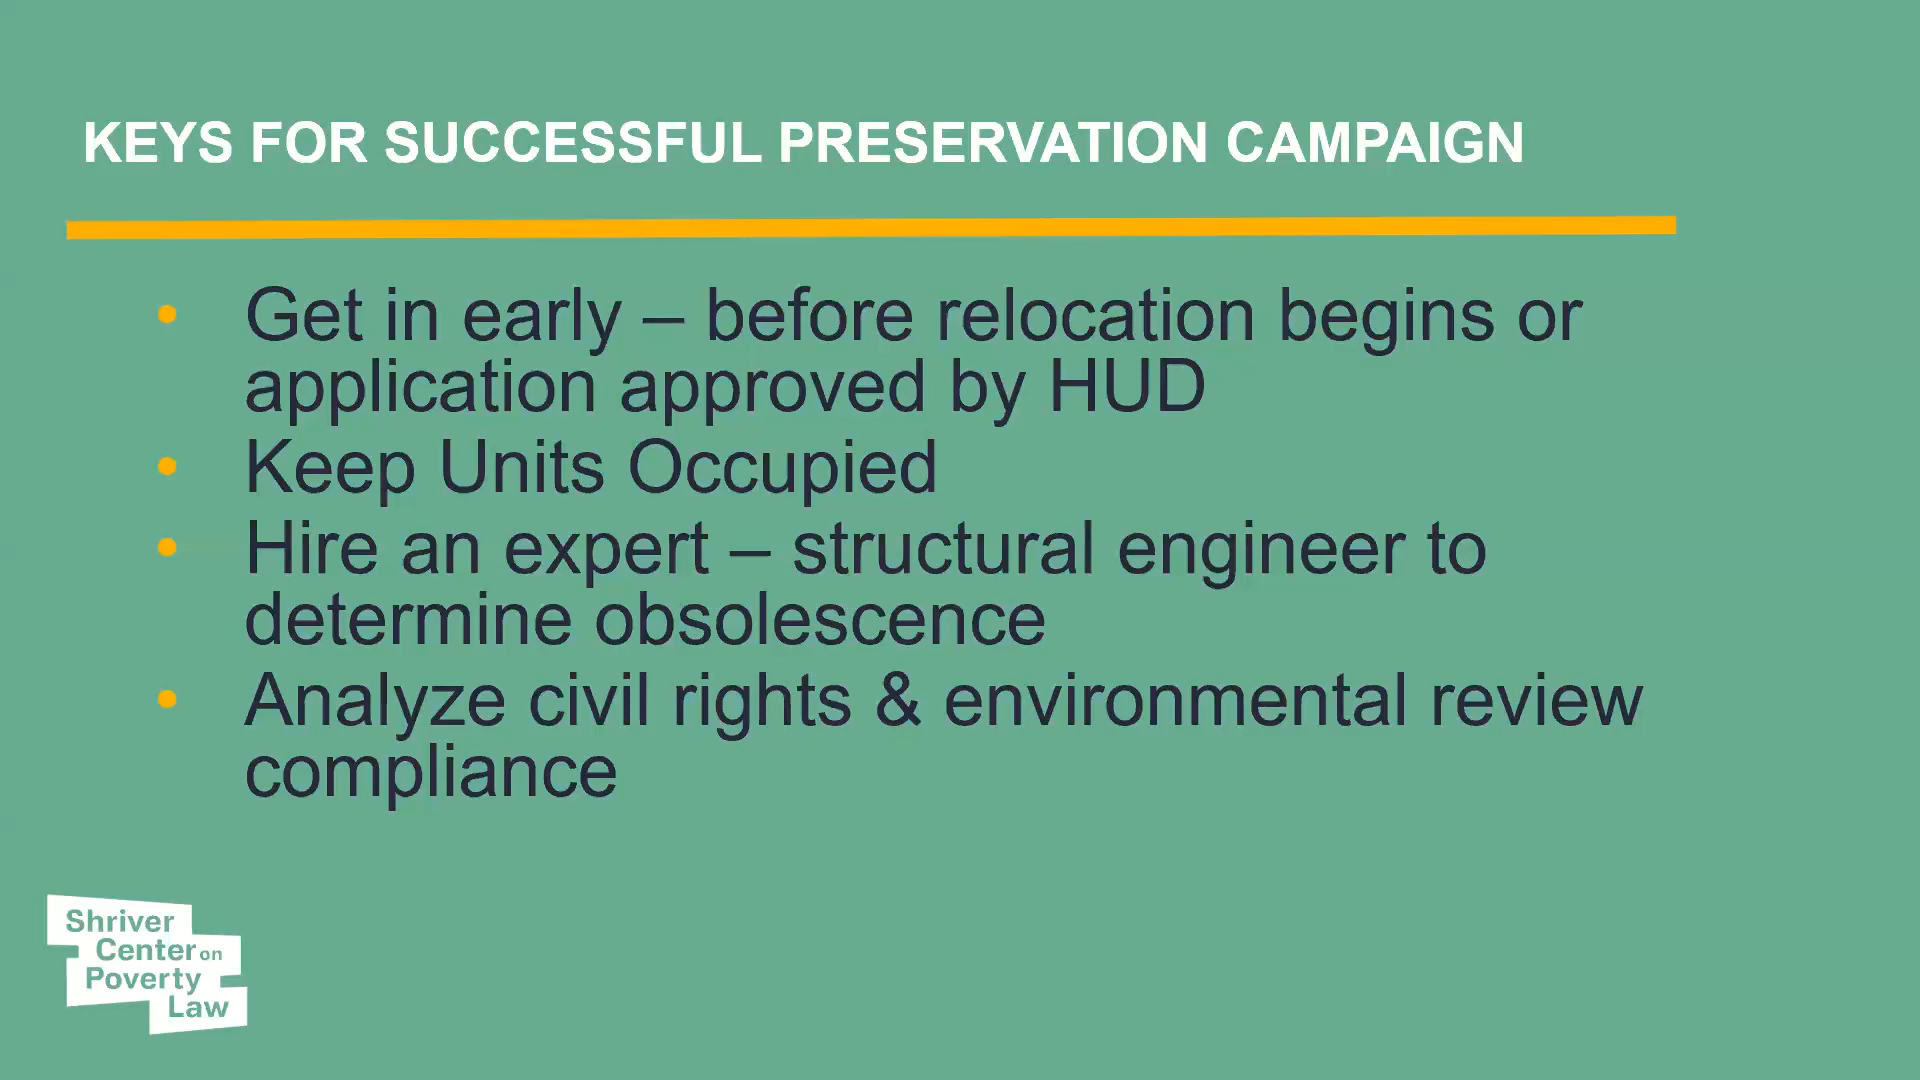 KEYS FOR SUCCESSFUL PRESERVATION CAMPAIGN
• Get in early – before relocation begins or
application approved by HUD
• Keep Units Occupied
• Hire an expert – structural engineer to
determine obsolescence
• Analyze civil rights & environmental review
compliance
Shriver
Center on
Poverty
Law